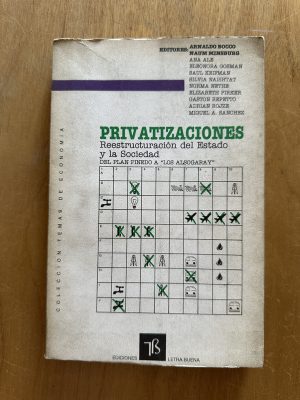 EDITORES: ARNALDO BOCCO
NAUM MINSBURG
ANA ALE
ELEONORA GOSMAN
SAUL KEIFMAN
SILVIA NAISHTAT
NORMA NETHE
ELIZABETH PINKER
GASTON REPETTO
ADRIAN ROJZE
MIGUEL A. SANCHEZ
PRIVATIZACIONES
Reestructuración del Estado
y la Sociedad
DEL PLAN PINEDO A "LOS ALSOGARAY"
COLECCION TEMAS DE ECONOMIA
EDICIONES
LETRA BUENA